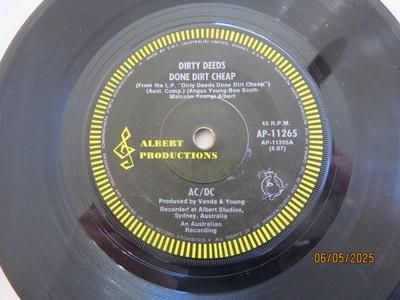 DIRTY DEEDS
DONE DIRT CHEAP
(From the L.P. "Dirty Deeds Done Dirt Cheap")
(Aust. Comp.) (Angus Young-Bon Scott-
Malcolm Young) Albert
45 R.P.M.
AP-11265
AP-11265A
(4.07)
ALBERT
PRODUCTIONS
AC/DC
Produced by Vanda & Young
Recorded at Albert Studios,
Sydney, Australia
An Australian
Recording
06/05/2025